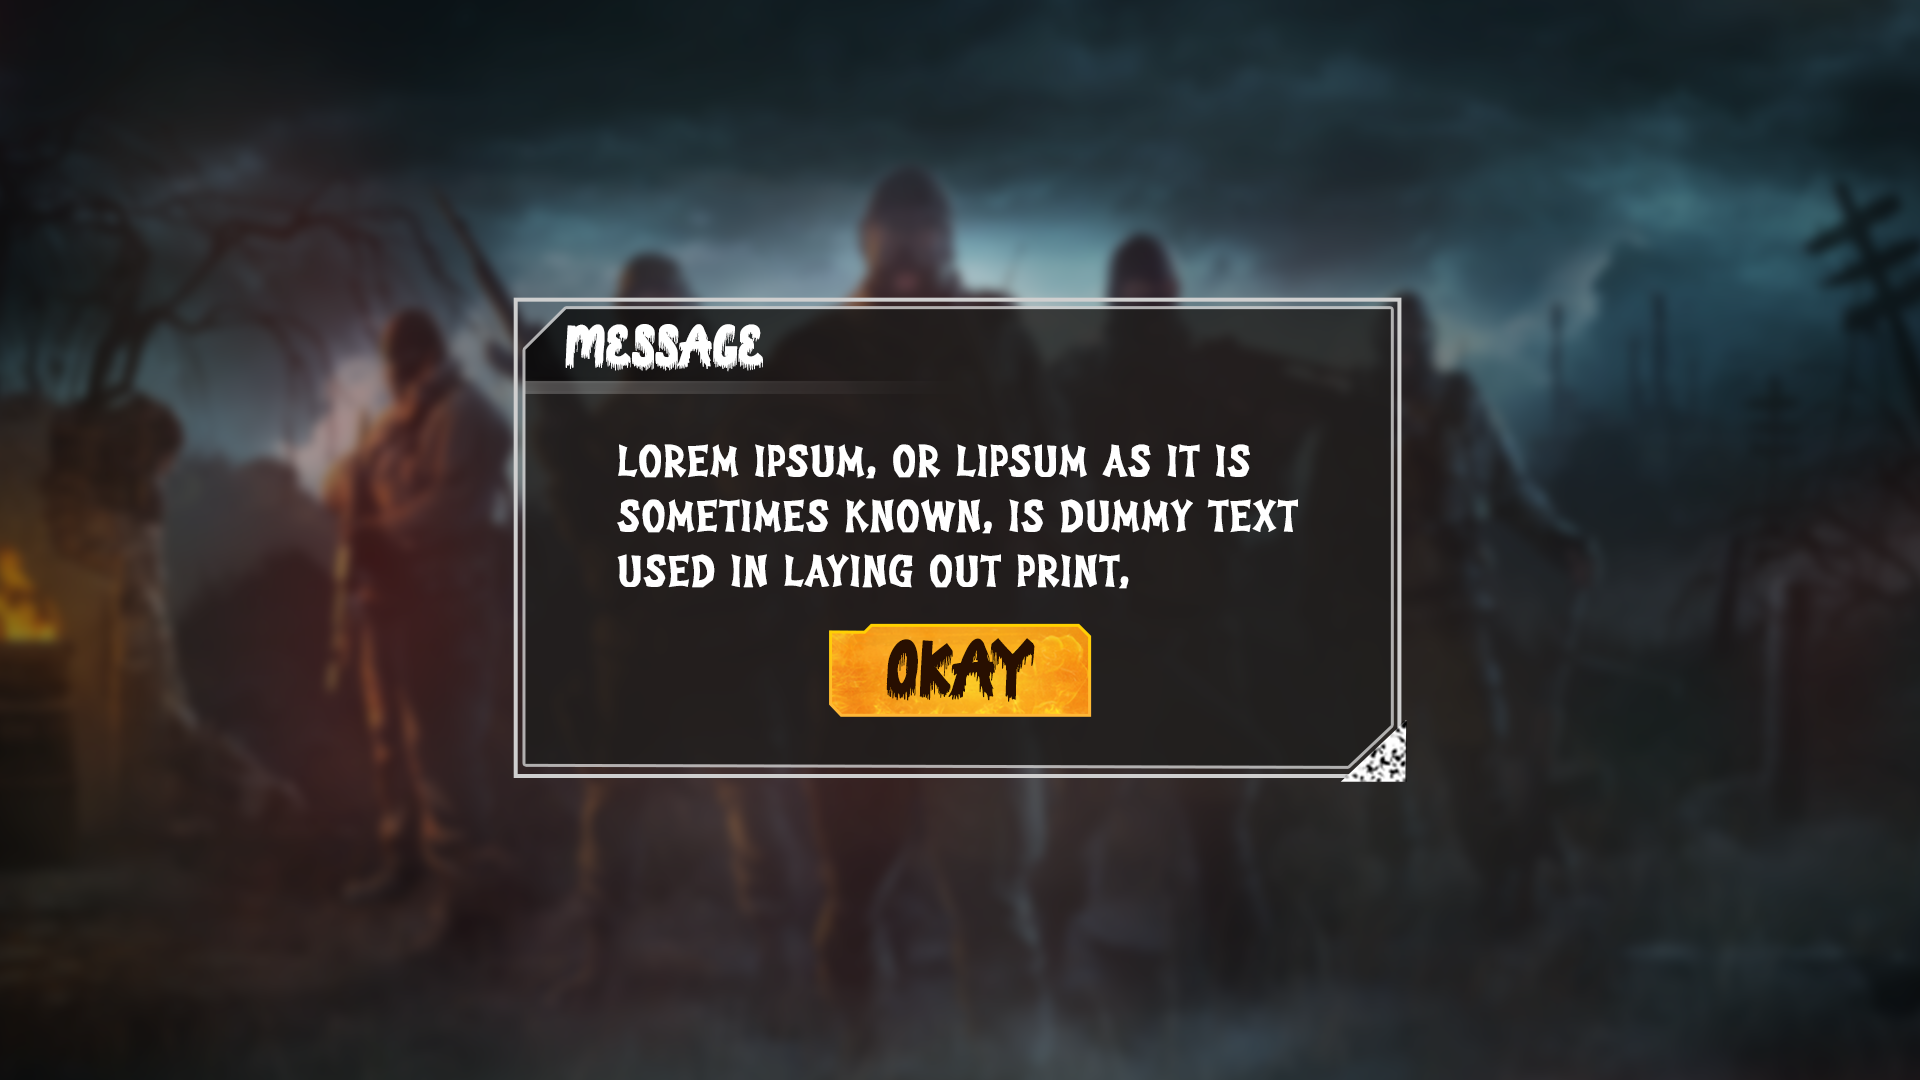 MESSAGE
LOREM IPSUM, OR LIPSUM AS IT IS
SOMETIMES KNOWN, IS DUMMY TEXT
USED IN LAYING OUT PRINT,
OKAY